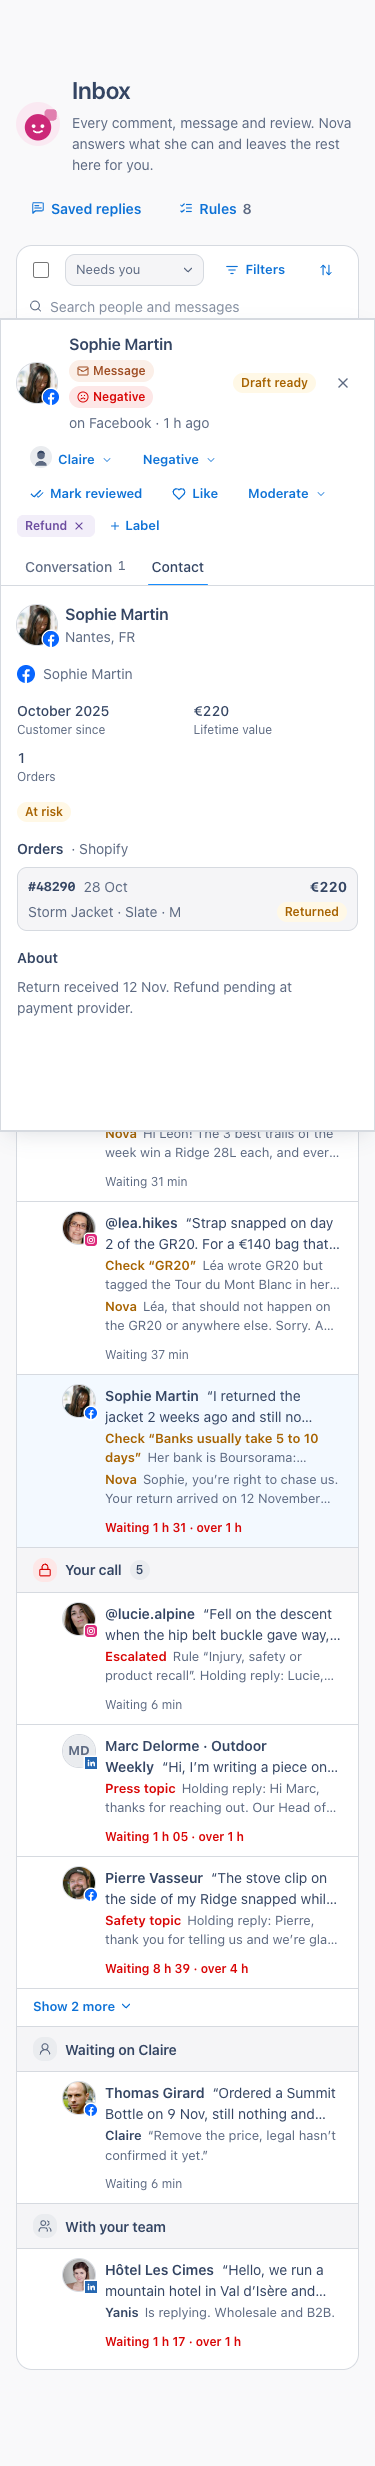 Inbox
Every comment, message and review. Nova
answers what she can and leaves the rest
here for you.
Saved replies
Rules 8
Needs you
Filters
Search people and messages
Sophie Martin
Message
Negative
Draft ready
on Facebook · 1 h ago
Claire
Negative
Mark reviewed
Like
Moderate
Refund
+ Label
Conversation 1
Contact
Sophie Martin
Nantes, FR
Sophie Martin
October 2025
Customer since
€220
Lifetime value
1
Orders
At risk
Orders · Shopify
#48290 28 Oct
€220
Storm Jacket · Slate · M
Returned
About
Return received 12 Nov. Refund pending at
payment provider.
Nova Hi Léon! The 3 best trails of the
week win a Ridge 28L each, and ever…
Waiting 31 min
@lea.hikes “Strap snapped on day
2 of the GR20. For a €140 bag that…
Check “GR20” Léa wrote GR20 but
tagged the Tour du Mont Blanc in her…
Nova Léa, that should not happen on
the GR20 or anywhere else. Sorry. A…
Waiting 37 min
Sophie Martin “I returned the
jacket 2 weeks ago and still no…
Check “Banks usually take 5 to 10
days” Her bank is Boursorama:…
Nova Sophie, you’re right to chase us.
Your return arrived on 12 November…
Waiting 1 h 31 · over 1 h
Your call 5
@lucie.alpine “Fell on the descent
when the hip belt buckle gave way,…
Escalated Rule “Injury, safety or
product recall”. Holding reply: Lucie,…
Waiting 6 min
MD
Marc Delorme · Outdoor
Weekly “Hi, I’m writing a piece on…
Press topic Holding reply: Hi Marc,
thanks for reaching out. Our Head of…
Waiting 1 h 05 · over 1 h
Pierre Vasseur “The stove clip on
the side of my Ridge snapped whil…
Safety topic Holding reply: Pierre,
thank you for telling us and we’re gla…
Waiting 8 h 39 · over 4 h
Show 2 more
Waiting on Claire
Thomas Girard “Ordered a Summit
Bottle on 9 Nov, still nothing and…
Claire “Remove the price, legal hasn’t
confirmed it yet.”
Waiting 6 min
With your team
Hôtel Les Cimes “Hello, we run a
mountain hotel in Val d’Isère and…
Yanis Is replying. Wholesale and B2B.
Waiting 1 h 17 · over 1 h